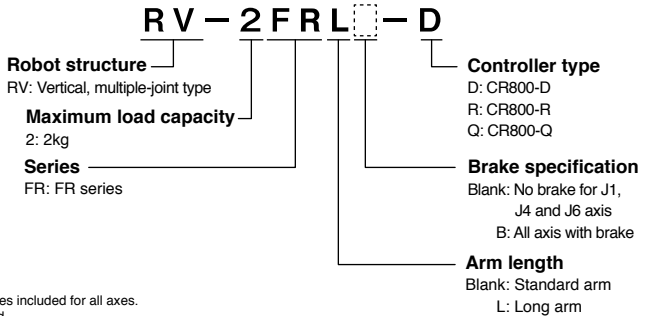 RV-2FRL-D
Robot structure
RV: Vertical, multiple-joint type
Maximum load capacity
2: 2kg
Series
FR: FR series
Controller type
D: CR800-D
R: CR800-R
Q: CR800-Q
Brake specification
Blank: No brake for J1,
J4 and J6 axis
B: All axis with brake
Arm length
Blank: Standard arm
L: Long arm
included for all axes.